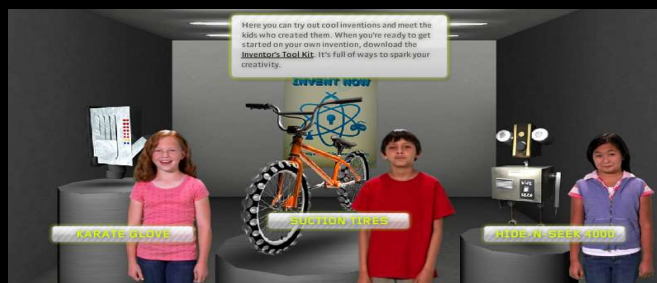 Here you can try out cool inventions and meet the
kids who created them. When you're ready to get
started on your own invention, download the
Inventor's Tool Kit. It's full of ways to spark your
creativity.
INVENT NOW
KARATE GLOVE
SUCTION TIRES
HIDE-N-SEEK 4000